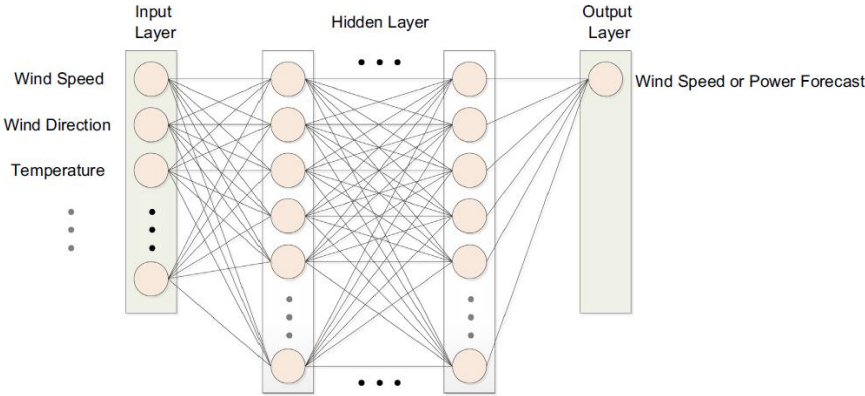 Input
Layer
Hidden Layer
Output
Layer
Wind Speed
Wind Direction
Temperature
Wind Speed or Power Forecast